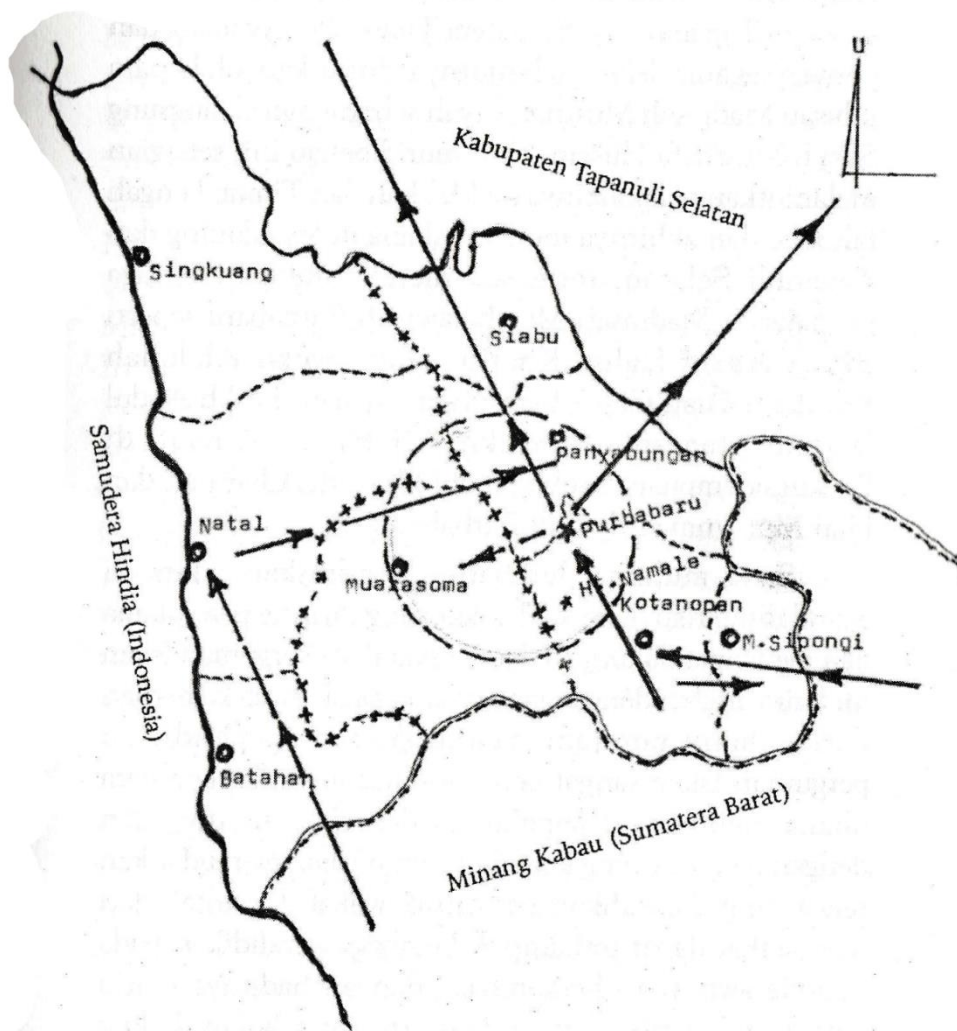 U
Kabupaten Tapanuli Selatan
Singkuang
Siabu
Panyabungan
Samudera Hindia (Indonesia)
Natal
Purbabaru
Muarasoma
H. Namale
Kotanopan
M.Sipongi
Batahan
Minang Kabau (Sumatera Barat)